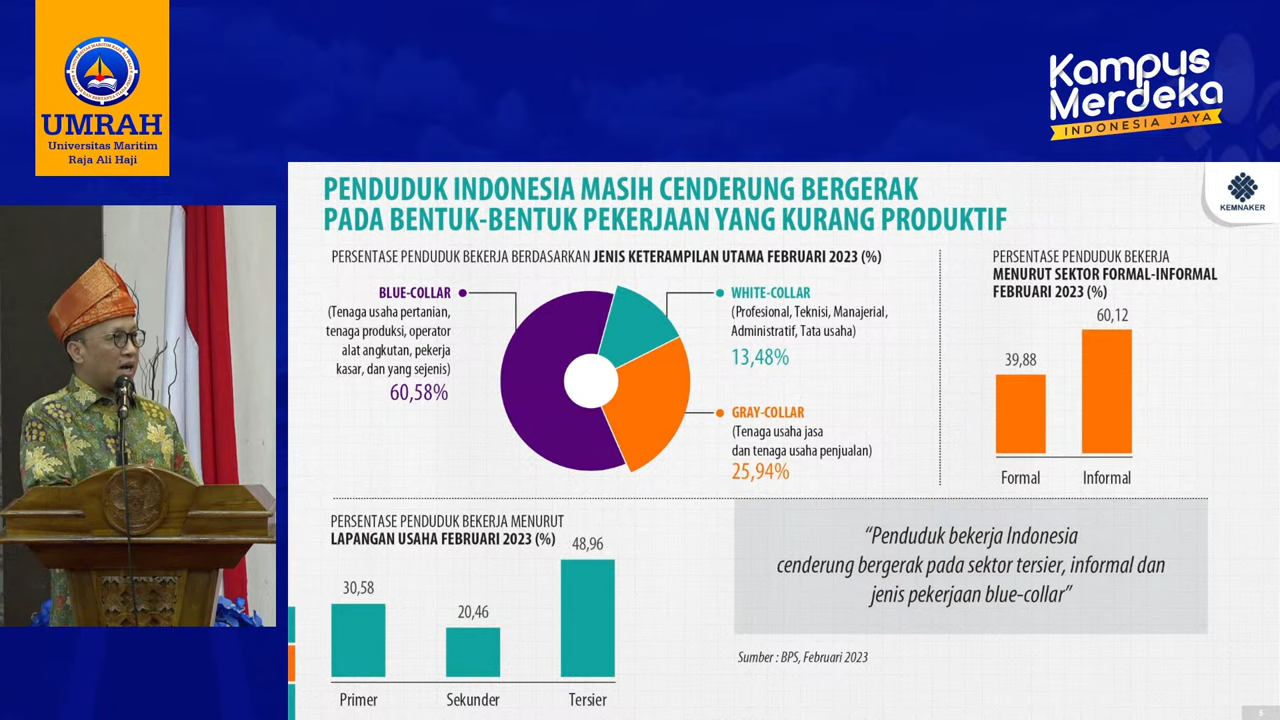 UMRAH
Universitas Maritim
Raja Ali Haji
Kampus
Merdeka
INDONESIA JAYA
PENDUDUK INDONESIA MASIH CENDERUNG BERGERAK
PADA BENTUK-BENTUK PEKERJAAN YANG KURANG PRODUKTIF
KEMNAKER
PERSENTASE PENDUDUK BEKERJA BERDASARKAN JENIS KETERAMPILAN UTAMA FEBRUARI 2023 (%)
BLUE-COLLAR
(Tenaga usaha pertanian,
tenaga produksi, operator
alat angkutan, pekerja
kasar, dan yang sejenis)
60,58%
WHITE-COLLAR
(Profesional, Teknisi, Manajerial,
Administratif, Tata usaha)
13,48%
GRAY-COLLAR
(Tenaga usaha jasa
dan tenaga usaha penjualan)
25,94%
PERSENTASE PENDUDUK BEKERJA
MENURUT SEKTOR FORMAL-INFORMAL
FEBRUARI 2023 (%)
60,12
39,88
Formal
Informal
PERSENTASE PENDUDUK BEKERJA MENURUT
LAPANGAN USAHA FEBRUARI 2023 (%)
48,96
30,58
20,46
Primer
Sekunder
Tersier
“Penduduk bekerja Indonesia
cenderung bergerak pada sektor tersier, informal dan
jenis pekerjaan blue-collar”
Sumber : BPS, Februari 2023